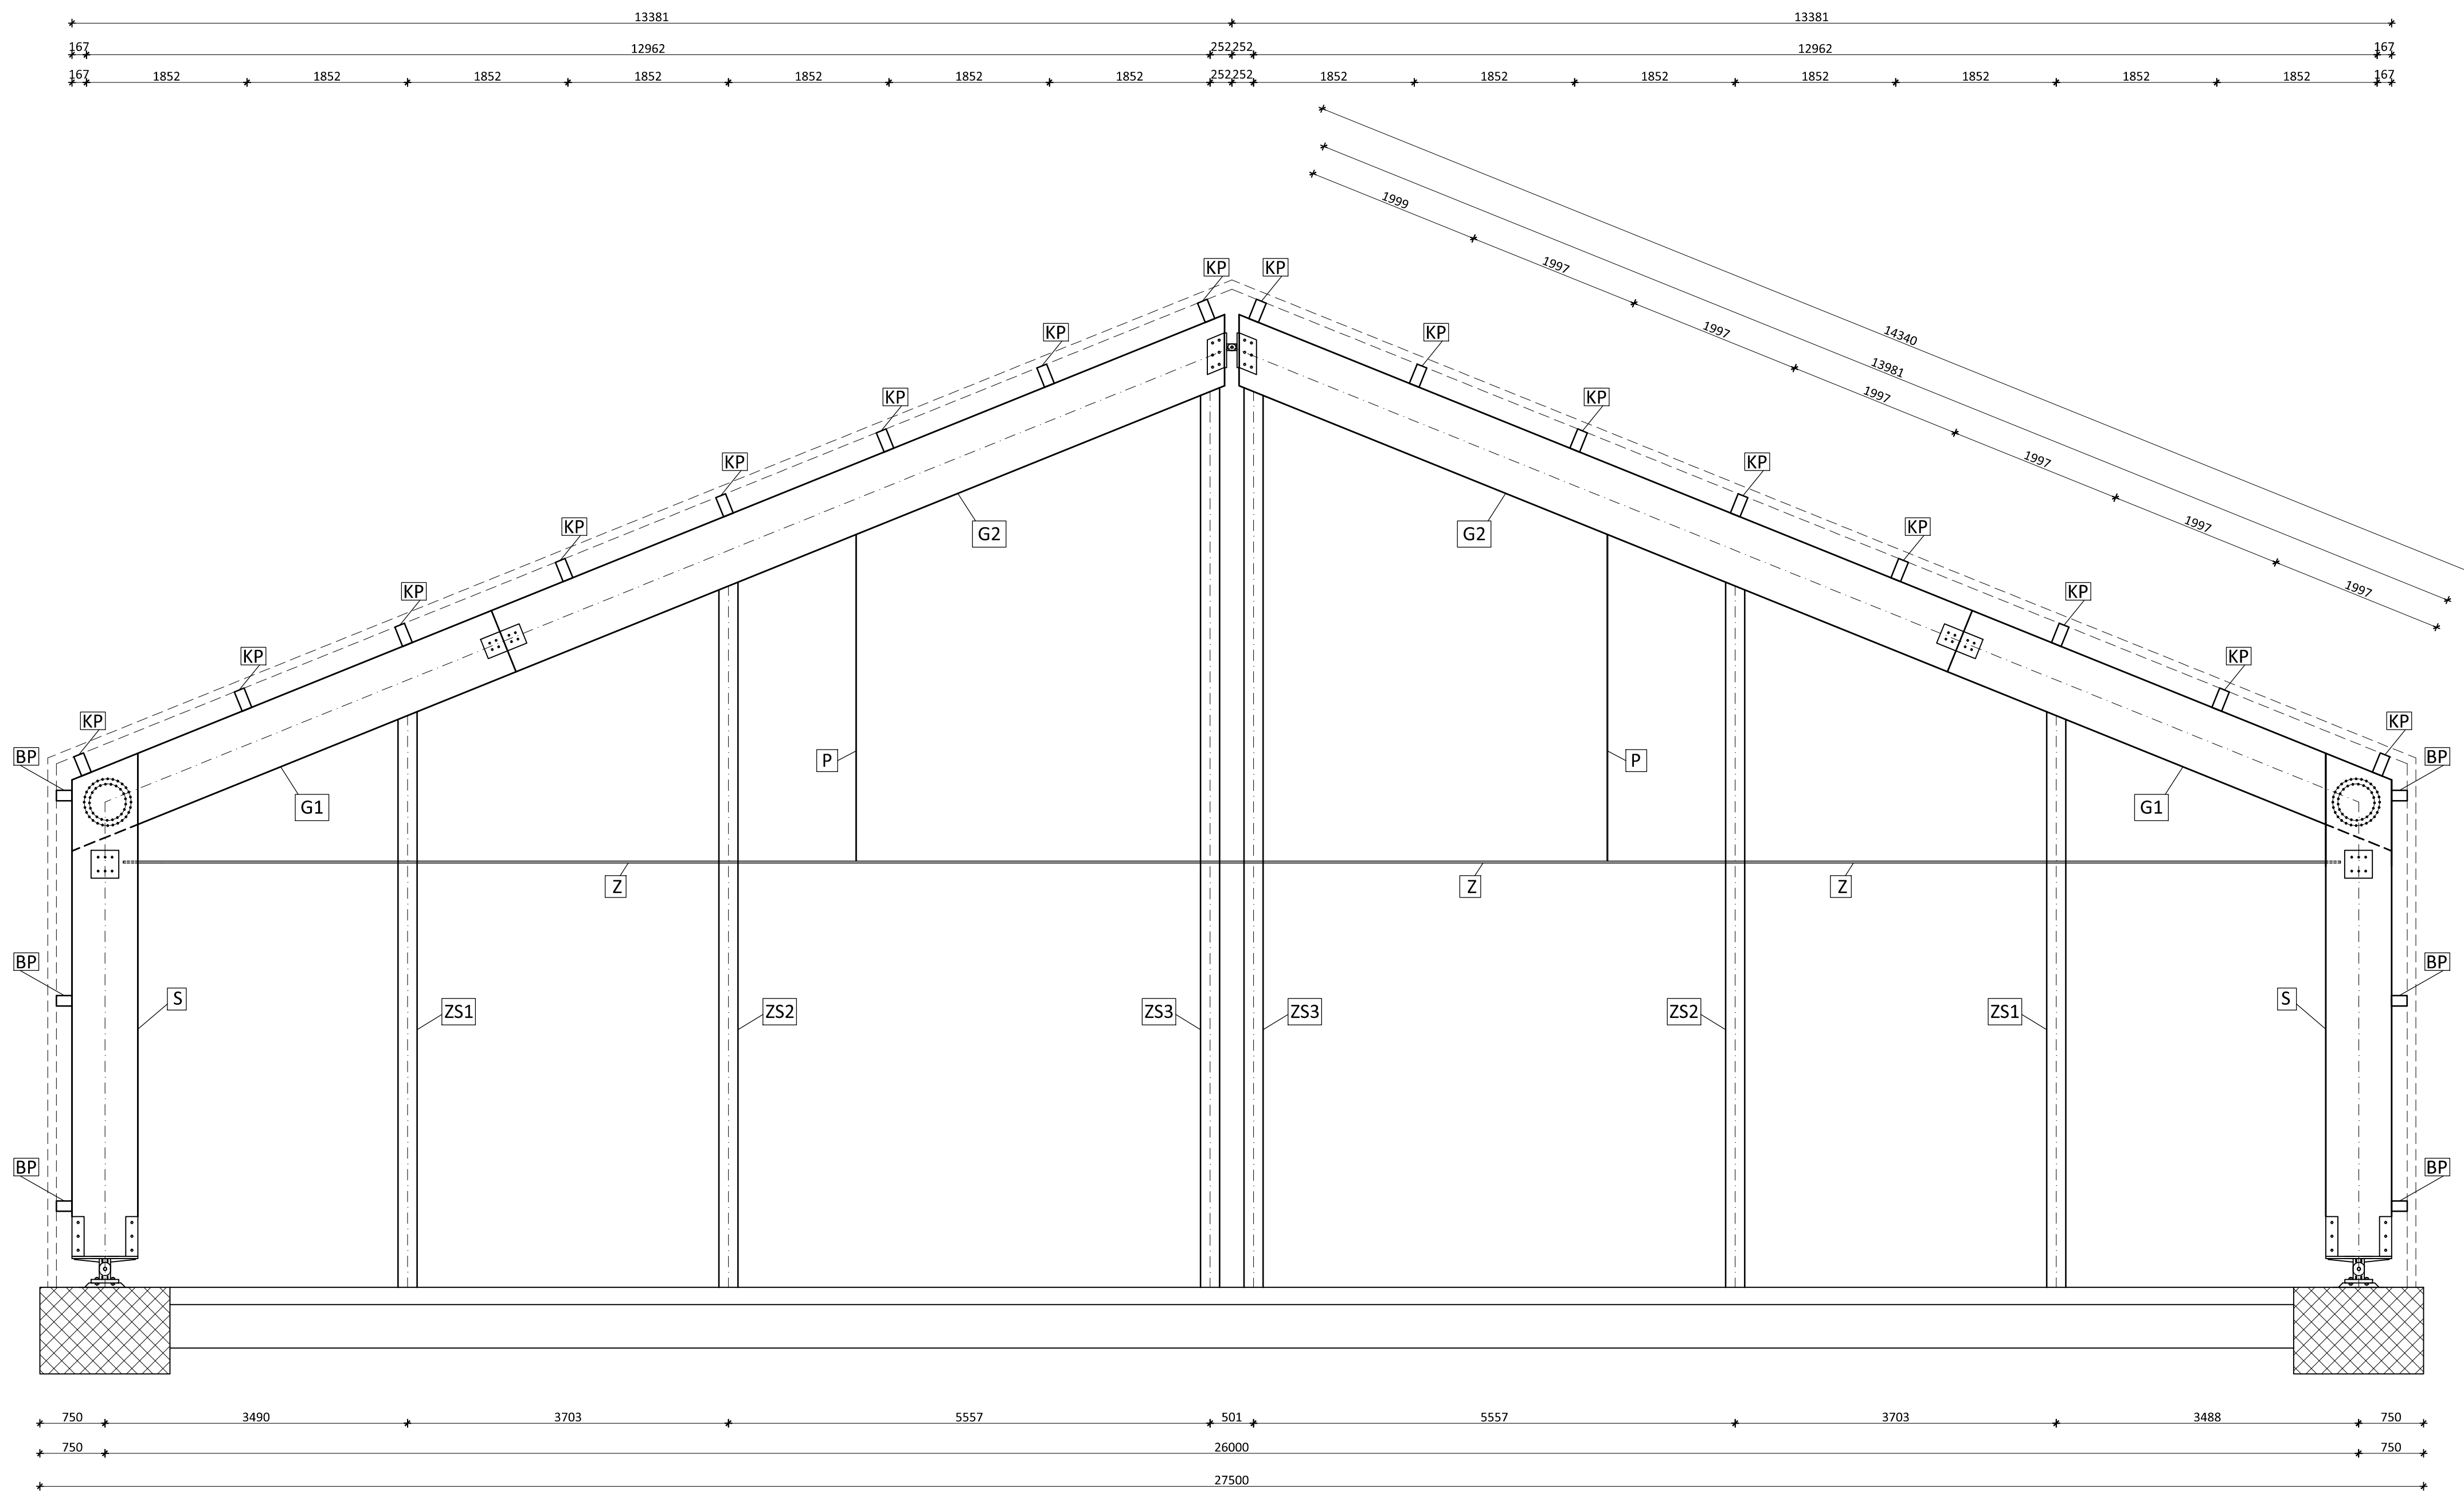 13381 13381
167 12962 252 252 12962 167
167 1852 1852 1852 1852 1852 1852 1852 252 252 1852 1852 1852 1852 1852 1852 1852 167
14340
13981
1999 1997 1997 1997 1997 1997 1997
KP KP
KP KP
KP KP
KP KP
G2 G2
KP KP
KP KP
KP KP
KP KP
BP BP
P P
G1 G1
Z Z Z
BP BP
S S
ZS1 ZS2 ZS3 ZS3 ZS2 ZS1
BP BP
750 3490 3703 5557 501 5557 3703 3488 750
750 26000 750
27500